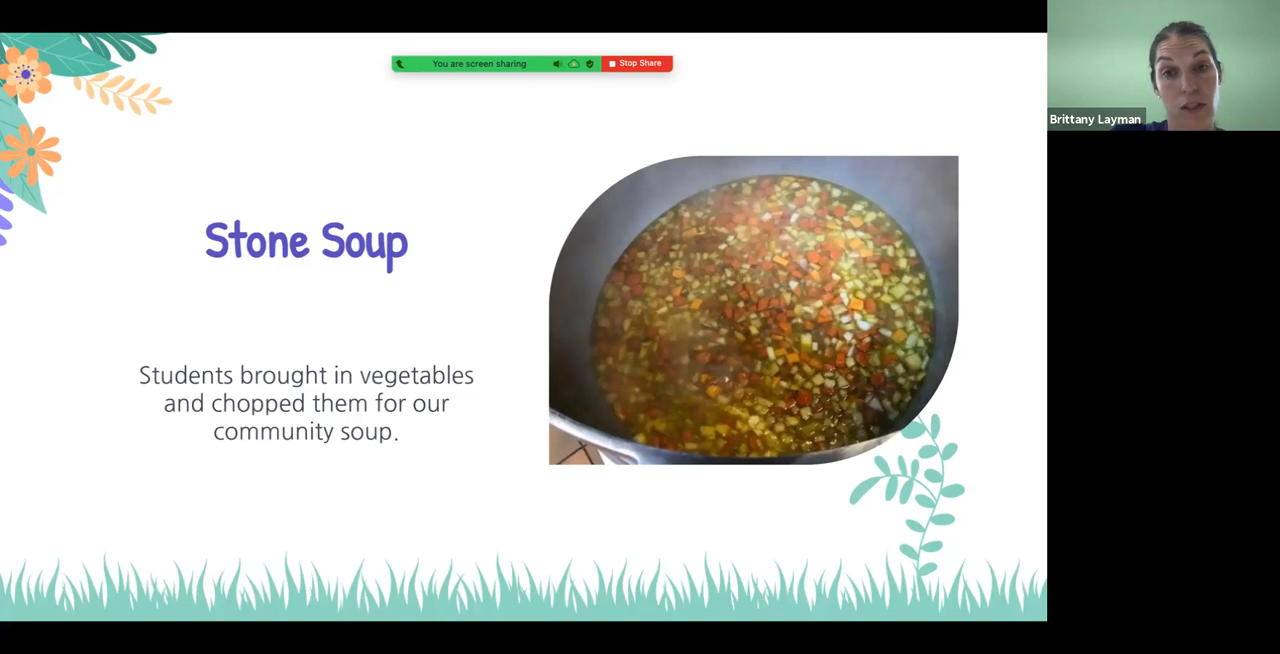 You are screen sharing
Stop Share
Brittany Layman
Stone Soup
Students brought in vegetables
and chopped them for our
community soup.